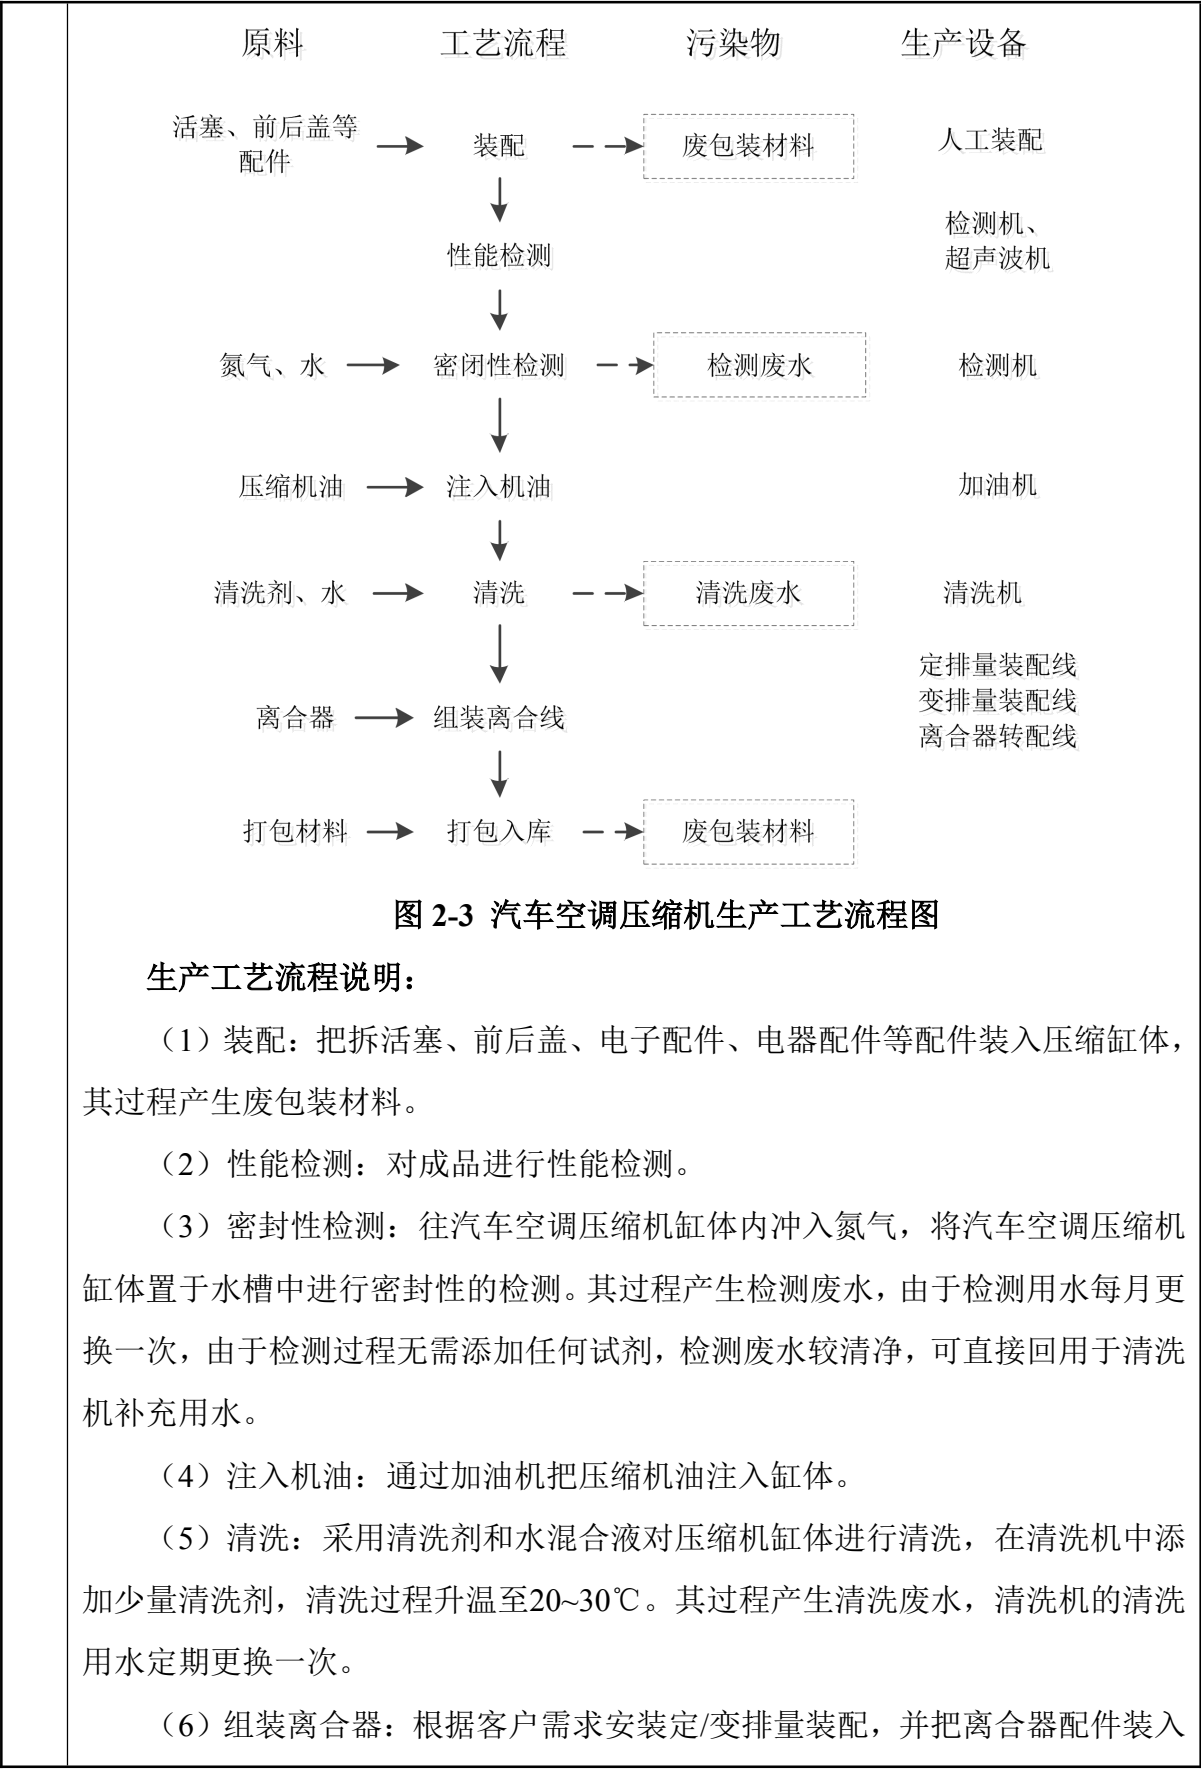 原料 工艺流程 污染物 生产设备
活塞、前后盖等
配件
装配 废包装材料 人工装配
性能检测 检测机、
超声波机
氮气、水 密闭性检测 检测废水 检测机
压缩机油 注入机油 加油机
清洗剂、水 清洗 清洗废水 清洗机
离合器 组装离合线 定排量装配线
变排量装配线
离合器转配线
打包材料 打包入库 废包装材料
图 2-3 汽车空调压缩机生产工艺流程图
生产工艺流程说明：
（1）装配：把拆活塞、前后盖、电子配件、电器配件等配件装入压缩缸体，
其过程产生废包装材料。
（2）性能检测：对成品进行性能检测。
（3）密封性检测：往汽车空调压缩机缸体内冲入氮气，将汽车空调压缩机
缸体置于水槽中进行密封性的检测。其过程产生检测废水，由于检测用水每月更
换一次，由于检测过程无需添加任何试剂，检测废水较清净，可直接回用于清洗
机补充用水。
（4）注入机油：通过加油机把压缩机油注入缸体。
（5）清洗：采用清洗剂和水混合液对压缩机缸体进行清洗，在清洗机中添
加少量清洗剂，清洗过程升温至20~30℃。其过程产生清洗废水，清洗机的清洗
用水定期更换一次。
（6）组装离合器：根据客户需求安装定/变排量装配，并把离合器配件装入